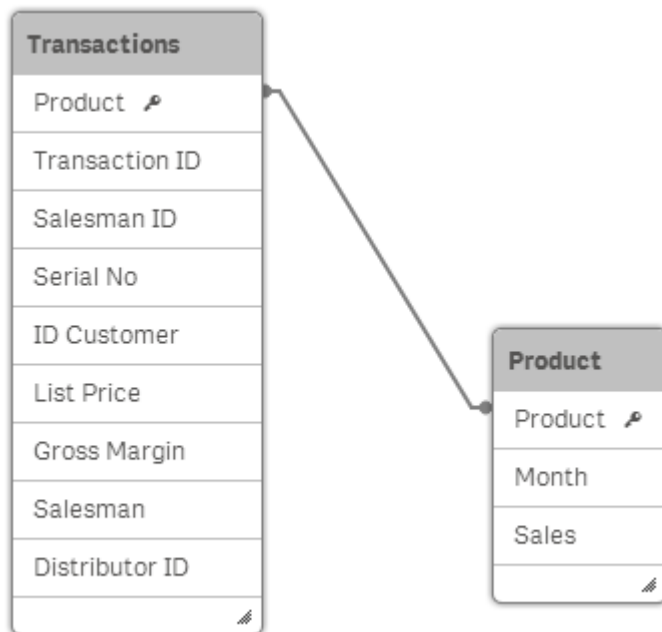 Transactions
Product
Transaction ID
Salesman ID
Serial No
ID Customer
List Price
Gross Margin
Salesman
Distributor ID
Product
Product
Month
Sales